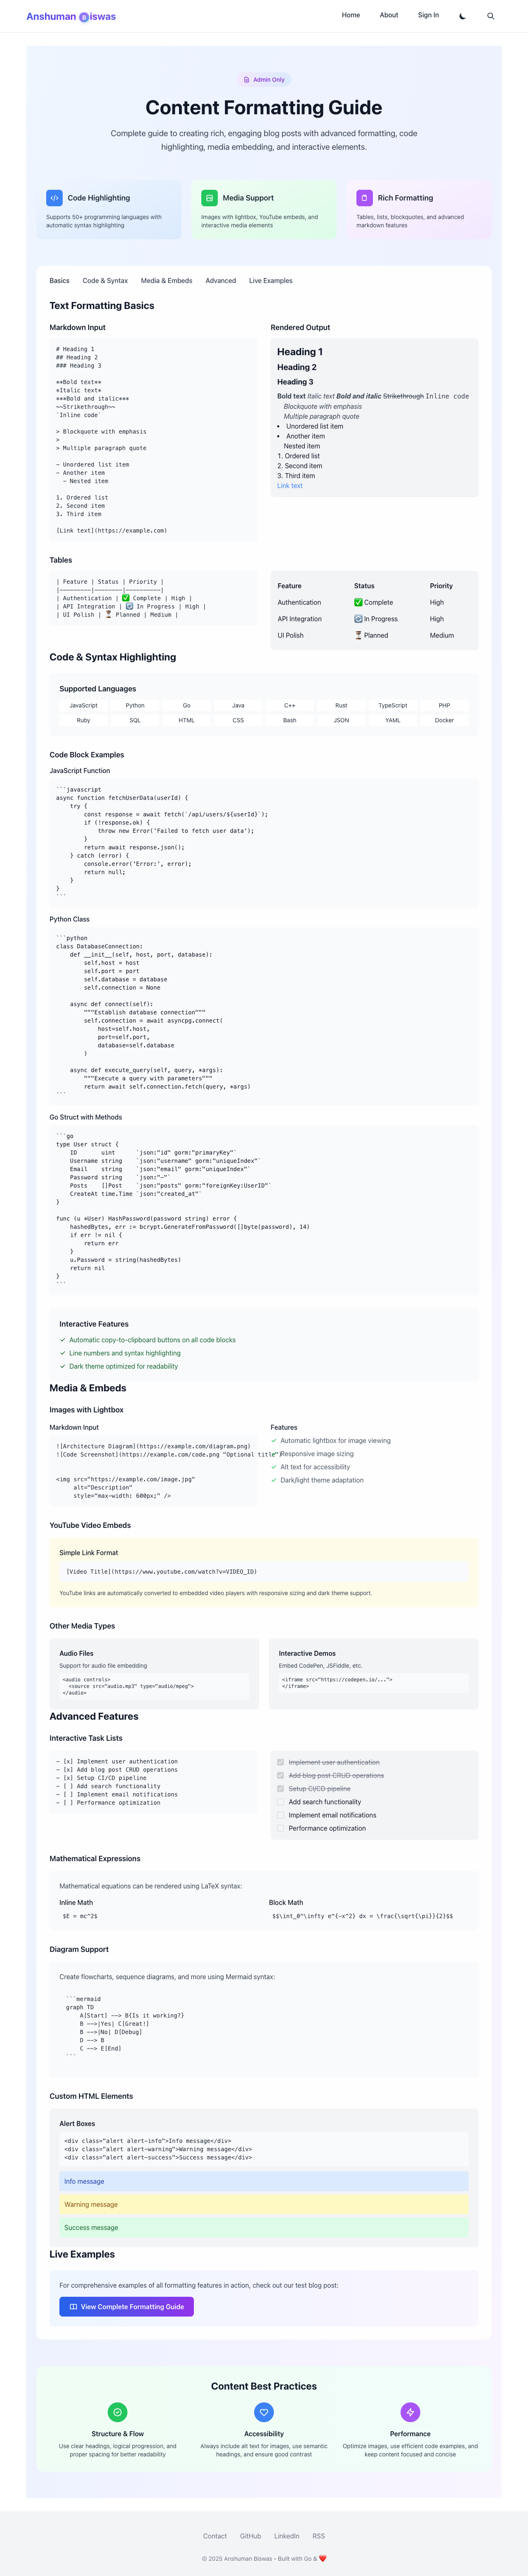 Anshuman Biswas
Home
About
Sign In
Admin Only
Content Formatting Guide
Complete guide to creating rich, engaging blog posts with advanced formatting, code
highlighting, media embedding, and interactive elements.
Code Highlighting
Supports 50+ programming languages with
automatic syntax highlighting
Media Support
Images with lightbox, YouTube embeds, and
interactive media elements
Rich Formatting
Tables, lists, blockquotes, and advanced
markdown features
Basics
Code & Syntax
Media & Embeds
Advanced
Live Examples
Text Formatting Basics
Markdown Input
# Heading 1
## Heading 2
### Heading 3
**Bold text**
*Italic text*
***Bold and italic***
~~Strikethrough~~
`Inline code`
> Blockquote with emphasis
>
> Multiple paragraph quote
- Unordered list item
- Another item
  - Nested item
1. Ordered list
2. Second item
3. Third item
[Link text](https://example.com)
Rendered Output
Heading 1
Heading 2
Heading 3
Bold text Italic text Bold and italic Strikethrough Inline code
Blockquote with emphasis
Multiple paragraph quote
• Unordered list item
• Another item
Nested item
1. Ordered list
2. Second item
3. Third item
Link text
Tables
| Feature | Status | Priority |
|---------|--------|----------|
| Authentication | ✅ Complete | High |
| API Integration | 🔄 In Progress | High |
| UI Polish | ⏳ Planned | Medium |
Feature Status Priority
Authentication ✅ Complete High
API Integration 🔄 In Progress High
UI Polish ⏳ Planned Medium
Code & Syntax Highlighting
Supported Languages
JavaScript Python Go Java C++ Rust TypeScript PHP
Ruby SQL HTML CSS Bash JSON YAML Docker
Code Block Examples
JavaScript Function
```javascript
async function fetchUserData(userId) {
    try {
        const response = await fetch(`/api/users/${userId}`);
        if (!response.ok) {
            throw new Error('Failed to fetch user data');
        }
        return await response.json();
    } catch (error) {
        console.error('Error:', error);
        return null;
    }
}
```
Python Class
```python
class DatabaseConnection:
    def __init__(self, host, port, database):
        self.host = host
        self.port = port
        self.database = database
        self.connection = None
    async def connect(self):
        """Establish database connection"""
        self.connection = await asyncpg.connect(
            host=self.host,
            port=self.port,
            database=self.database
        )
    async def execute_query(self, query, *args):
        """Execute a query with parameters"""
        return await self.connection.fetch(query, *args)
```
Go Struct with Methods
```go
type User struct {
    ID       uint      `json:"id" gorm:"primaryKey"`
    Username string    `json:"username" gorm:"uniqueIndex"`
    Email    string    `json:"email" gorm:"uniqueIndex"`
    Password string    `json:"-"`
    Posts    []Post    `json:"posts" gorm:"foreignKey:UserID"`
    CreateAt time.Time `json:"created_at"`
}
func (u *User) HashPassword(password string) error {
    hashedBytes, err := bcrypt.GenerateFromPassword([]byte(password), 14)
    if err != nil {
        return err
    }
    u.Password = string(hashedBytes)
    return nil
}
```
Interactive Features
✓ Automatic copy-to-clipboard buttons on all code blocks
✓ Line numbers and syntax highlighting
✓ Dark theme optimized for readability
Media & Embeds
Images with Lightbox
Markdown Input
![Architecture Diagram](https://example.com/diagram.png)
![Code Screenshot](https://example.com/code.png "Optional title")
<img src="https://example.com/image.jpg"
     alt="Description"
     style="max-width: 600px;" />
Features
✓ Automatic lightbox for image viewing
Responsive image sizing
✓ Alt text for accessibility
✓ Dark/light theme adaptation
YouTube Video Embeds
Simple Link Format
[Video Title](https://www.youtube.com/watch?v=VIDEO_ID)
YouTube links are automatically converted to embedded video players with responsive sizing and dark theme support.
Other Media Types
Audio Files
Support for audio file embedding
<audio controls>
  <source src="audio.mp3" type="audio/mpeg">
</audio>
Interactive Demos
Embed CodePen, JSFiddle, etc.
<iframe src="https://codepen.io/...">
</iframe>
Advanced Features
Interactive Task Lists
- [x] Implement user authentication
- [x] Add blog post CRUD operations
- [x] Setup CI/CD pipeline
- [ ] Add search functionality
- [ ] Implement email notifications
- [ ] Performance optimization
Implement user authentication
Add blog post CRUD operations
Setup CI/CD pipeline
Add search functionality
Implement email notifications
Performance optimization
Mathematical Expressions
Mathematical equations can be rendered using LaTeX syntax:
Inline Math
$E = mc^2$
Block Math
$$\int_0^\infty e^{-x^2} dx = \frac{\sqrt{\pi}}{2}$$
Diagram Support
Create flowcharts, sequence diagrams, and more using Mermaid syntax:
```mermaid
graph TD
    A[Start] --> B{Is it working?}
    B -->|Yes| C[Great!]
    B -->|No| D[Debug]
    D --> B
    C --> E[End]
```
Custom HTML Elements
Alert Boxes
<div class="alert alert-info">Info message</div>
<div class="alert alert-warning">Warning message</div>
<div class="alert alert-success">Success message</div>
Info message
Warning message
Success message
Live Examples
For comprehensive examples of all formatting features in action, check out our test blog post:
View Complete Formatting Guide
Content Best Practices
Structure & Flow
Use clear headings, logical progression, and
proper spacing for better readability
Accessibility
Always include alt text for images, use semantic
headings, and ensure good contrast
Performance
Optimize images, use efficient code examples, and
keep content focused and concise
Contact
GitHub
LinkedIn
RSS
© 2025 Anshuman Biswas • Built with Go & ❤️